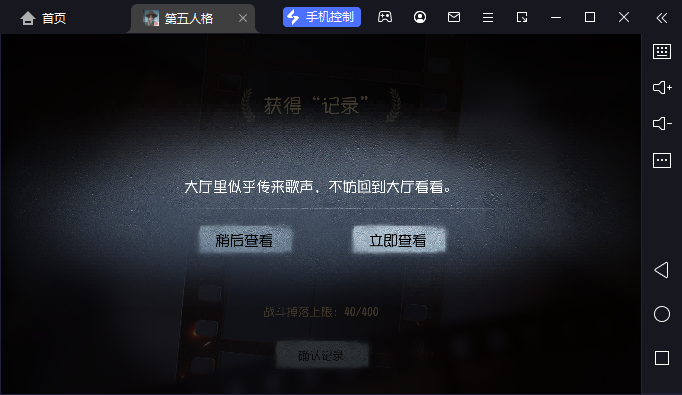 首页
第五人格
手机控制
获得“记录”
大厅里似乎传来歌声，不妨回到大厅看看。
稍后查看
立即查看
战斗掉落上限：40/400
确认记录